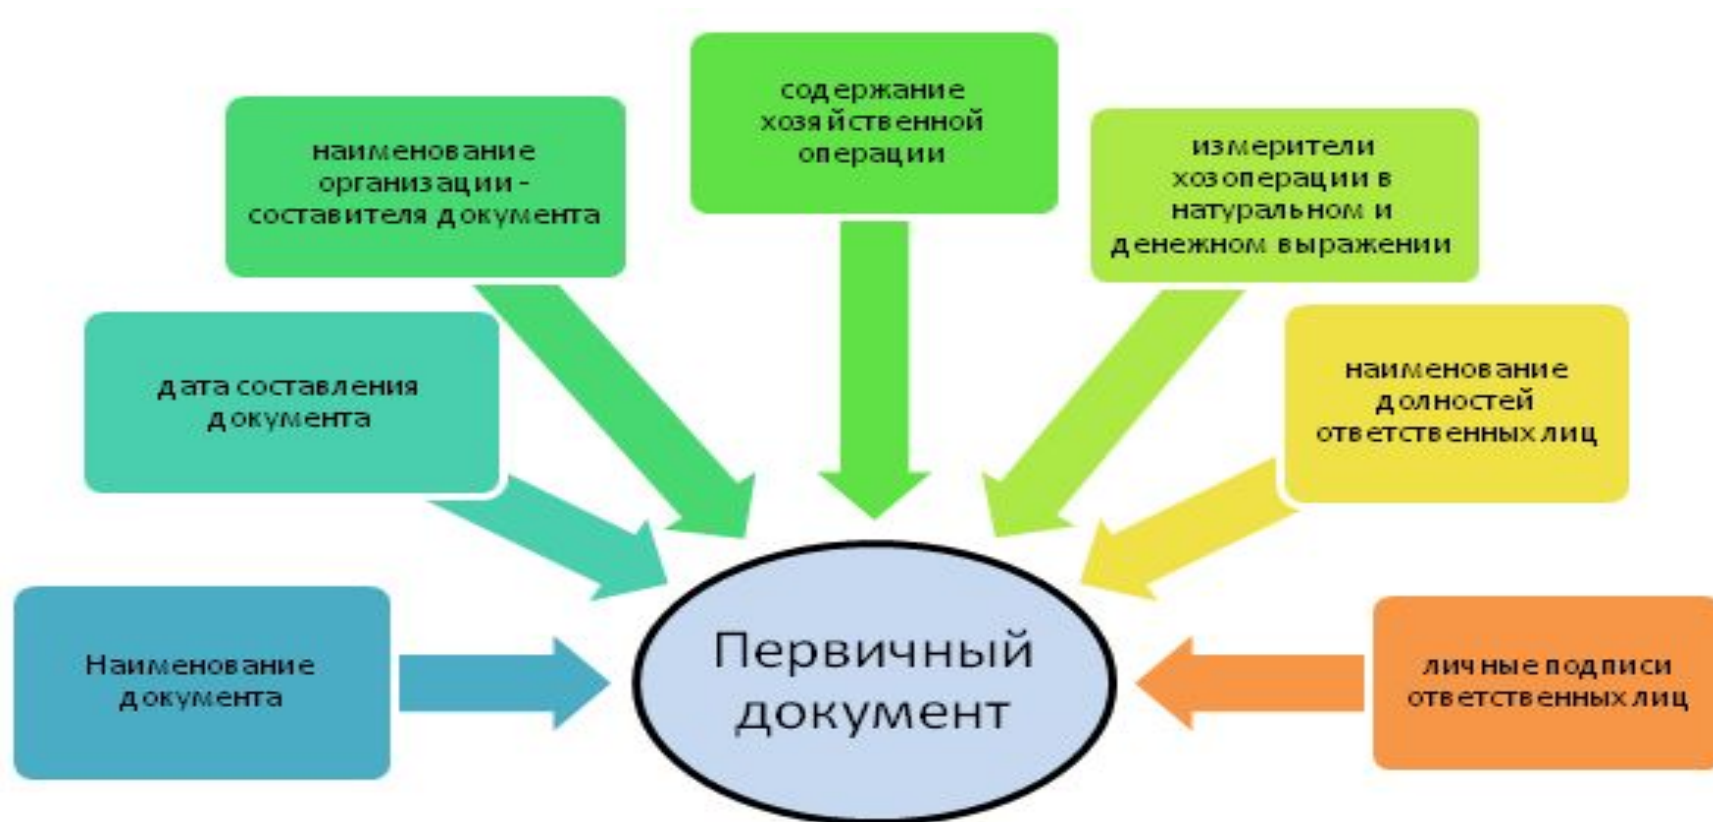 содержание
хозяйственной
операции
наименование
организации -
составителя документа
измерители
хозоперации в
натуральном и
денежном выражении
дата составления
документа
наименование
долностей
ответственных лиц
Наименование
документа
Первичный
документ
личные подписи
ответственных лиц